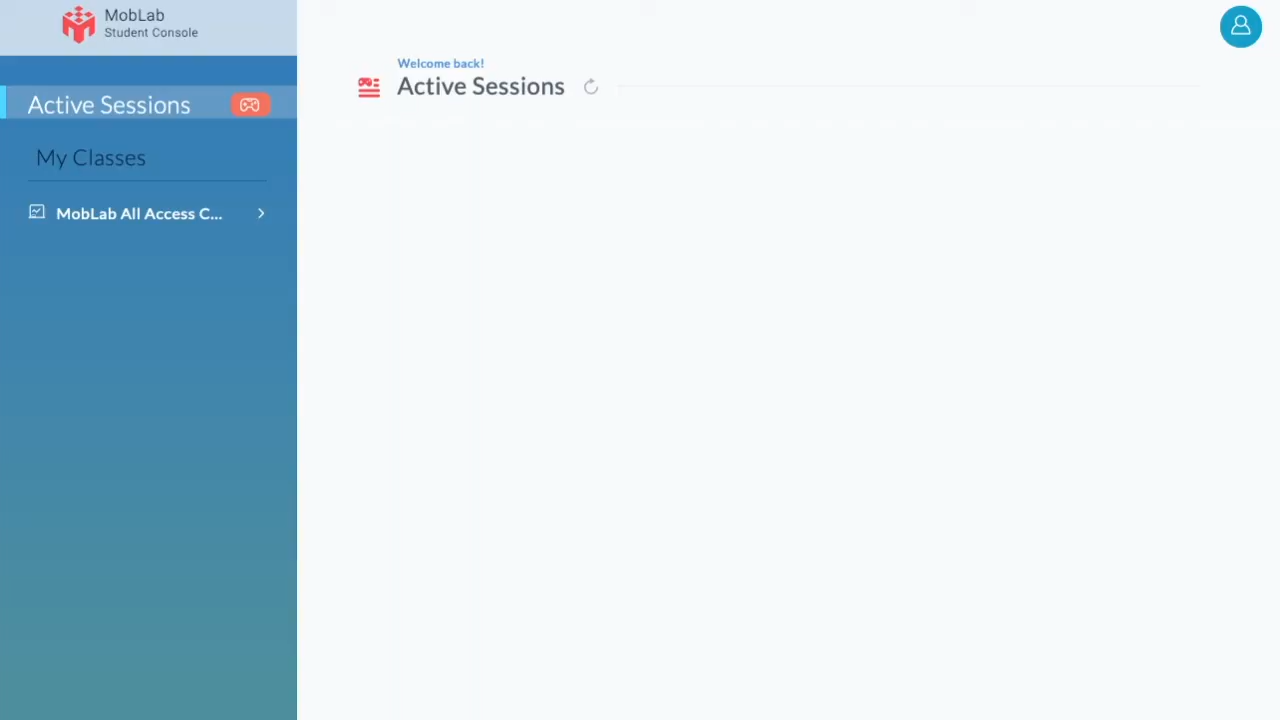 MobLab
Student Console
Active Sessions
My Classes
MobLab All Access C...
Welcome back!
Active Sessions